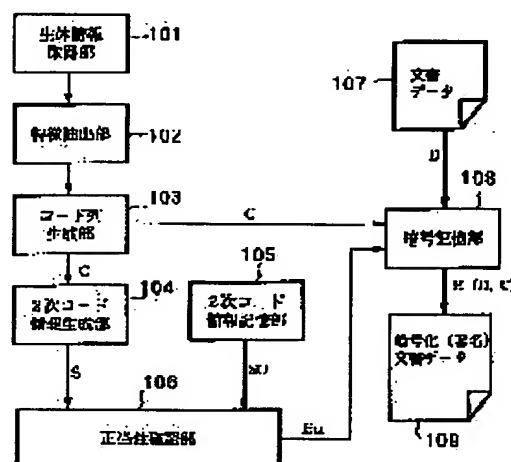 101
生体情報
取得部
107
文書
データ
102
特徴抽出部
D
103
コード列
生成部
C
108
暗号処理部
C
104
105
2次コード
情報生成部
2次コード
情報記憶部
暗号化（署名）
文書データ
S
S0
106
正当性確認部
109